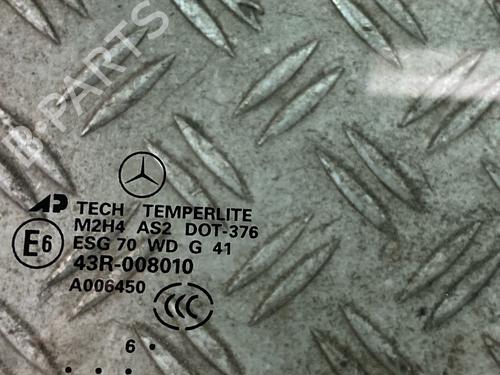 B-PARTS
AP TECH TEMPERLITE
M2H4 AS2 DOT-376
E6 ESG 70 WD G 41
43R-008010
A006450 CCC
6 •
• • •